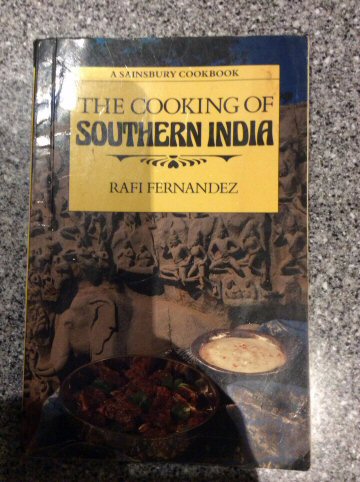 A SAINSBURY COOKBOOK
THE COOKING OF
SOUTHERN INDIA
RAFI FERNANDEZ